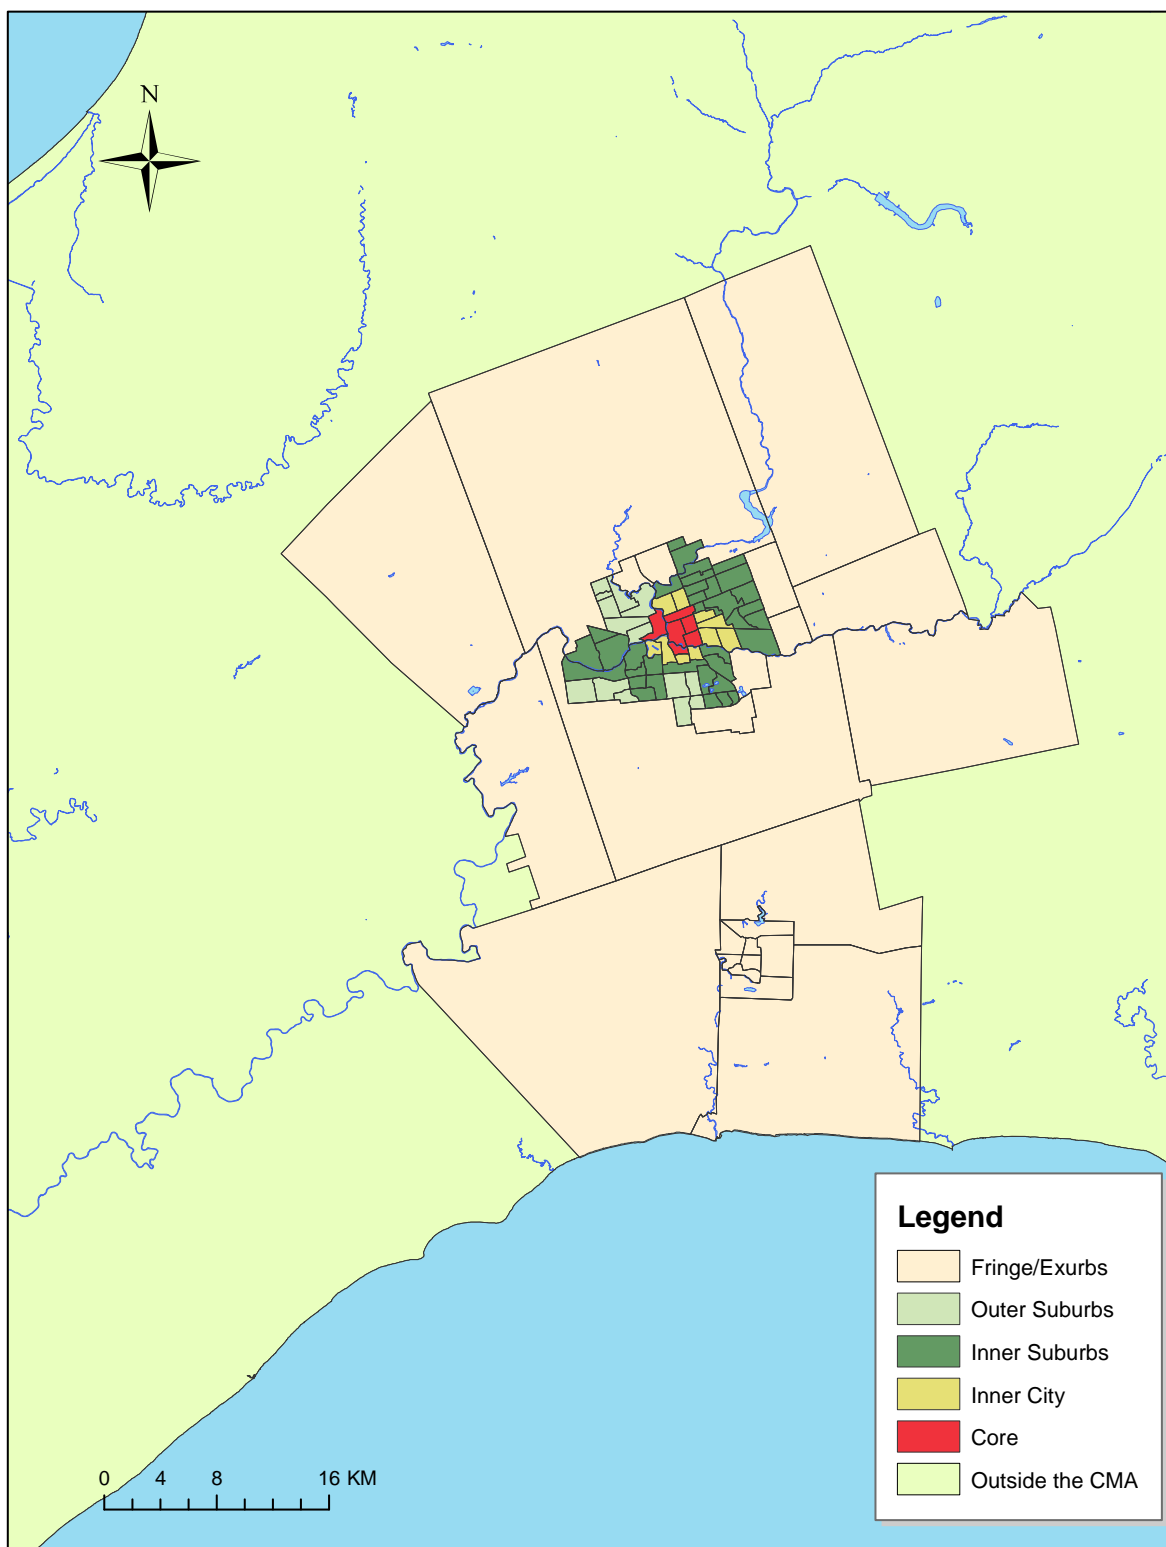 N
Legend
Fringe/Exurbs
Outer Suburbs
Inner Suburbs
Inner City
Core
Outside the CMA
0 4 8 16 KM